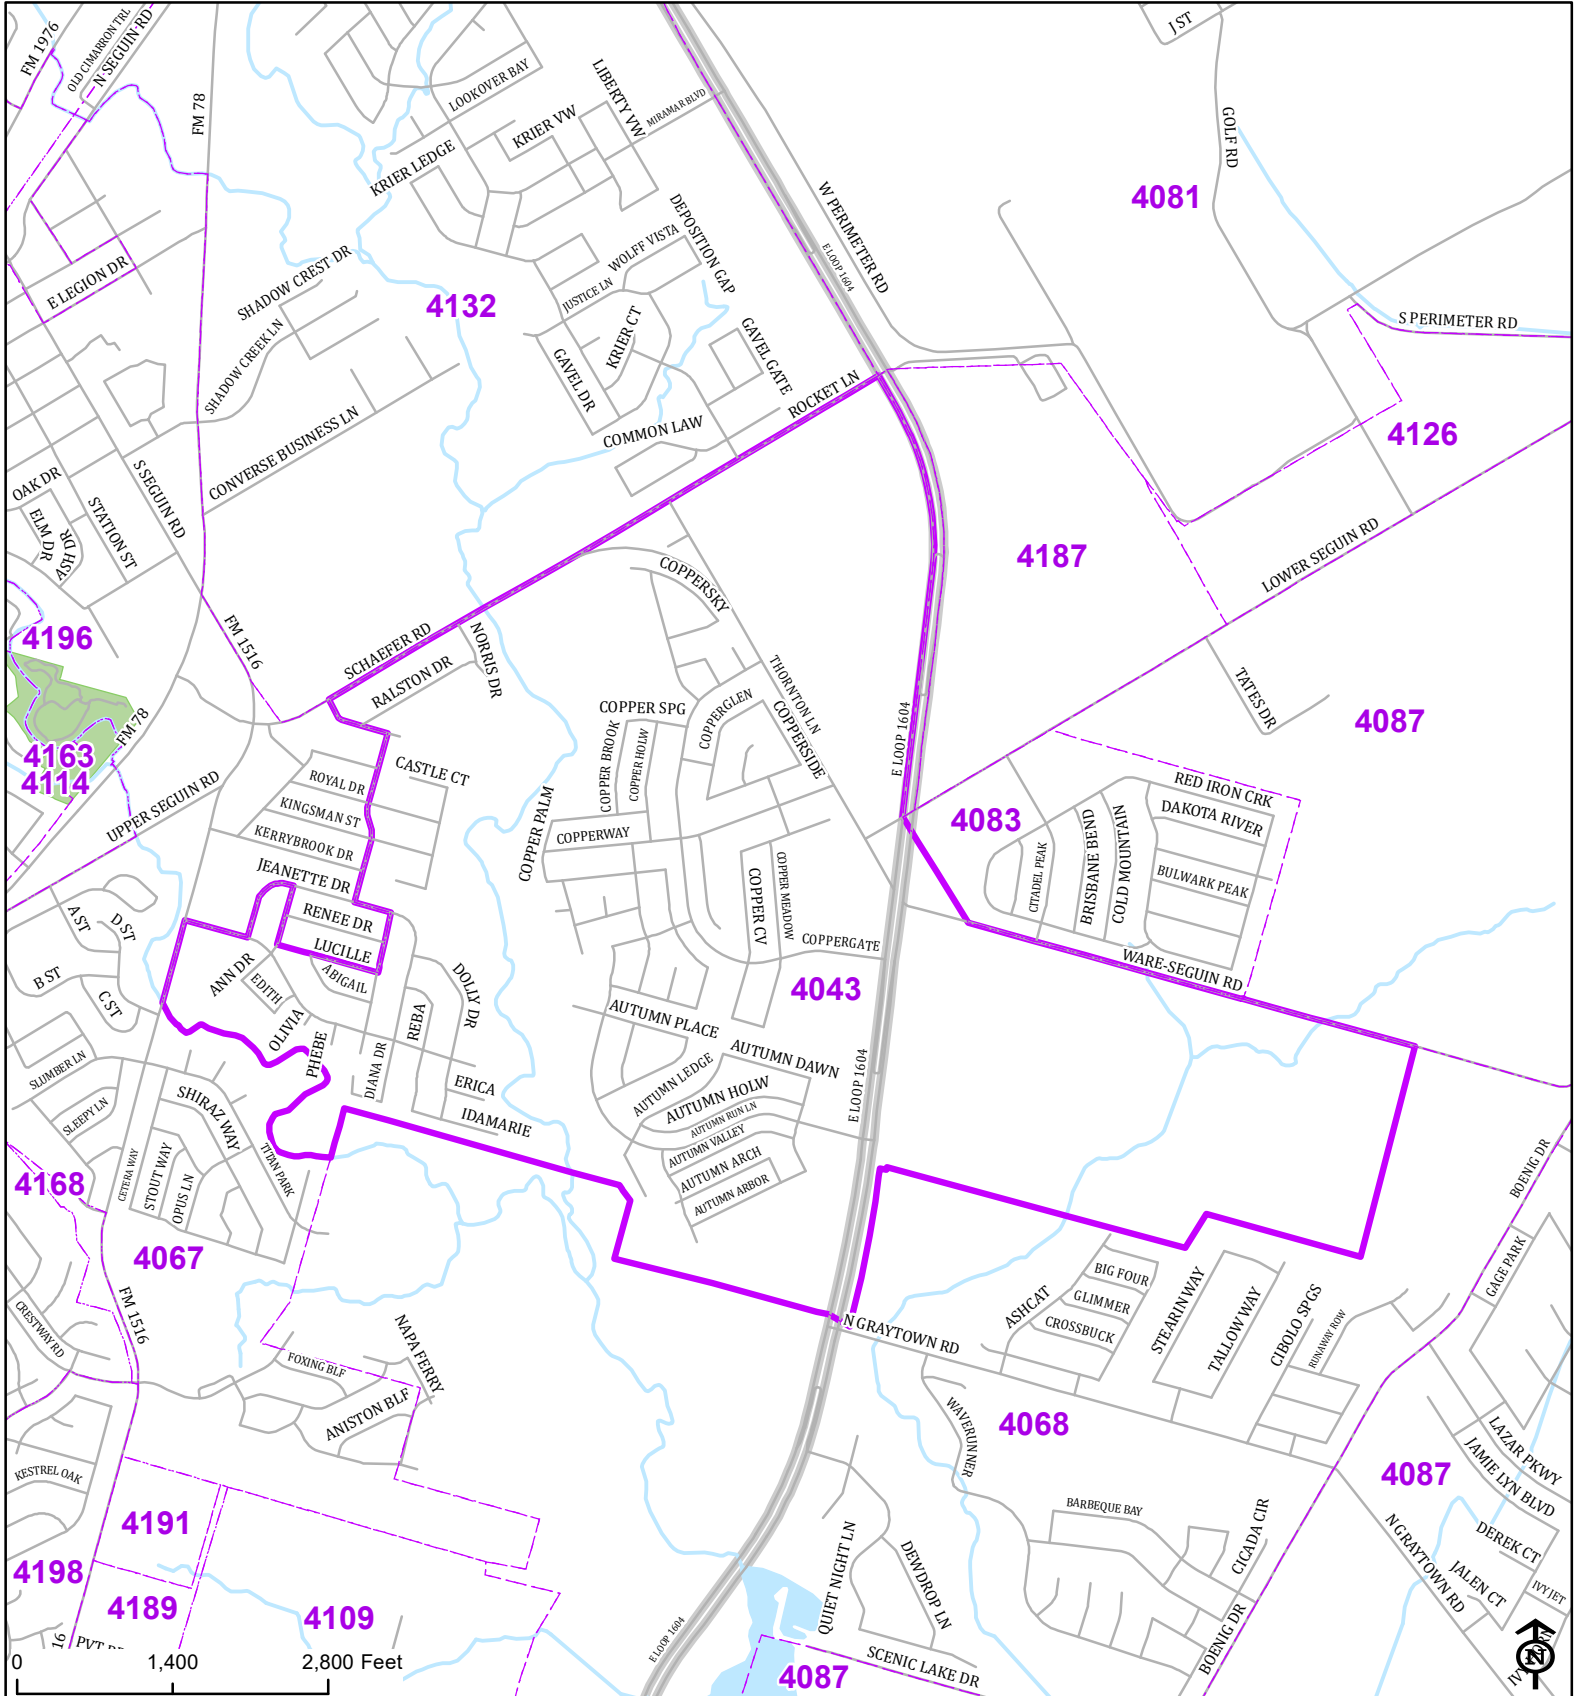 FM 1976
OLD CIMARRON TRL
N SEGUIN RD
FM 78
LOOKOVER BAY
LIBERTY VW
MIRAMAR BLVD
KRIER VW
KRIER LEDGE
J ST
GOLF RD
4081
W PERIMETER RD
E LOOP 1604
DEPOSITION GAP
WOLFF VISTA
JUSTICE LN
E LEGION DR
SHADOW CREST DR
4132
SHADOW CREEK LN
KRIER CT
GAVEL DR
GAVEL GATE
S PERIMETER RD
ROCKET LN
COMMON LAW
4126
CONVERSE BUSINESS LN
OAK DR
ELM DR
ASH DR
STATION ST
S SEGUIN RD
4187
LOWER SEGUIN RD
COPPERSKY
4196
FM 1516
SCHAEFER RD
RALSTON DR
NORRIS DR
THORNTON LN
TATES DR
4087
COPPER SPG
COPPERGLEN
COPPERSIDE
COPPER BROOK
COPPER HOLW
E LOOP 1604
FM 78
4163
4114
UPPER SEGUIN RD
CASTLE CT
ROYAL DR
KINGSMAN ST
KERRYBROOK DR
COPPER PALM
COPPERWAY
4083
RED IRON CRK
DAKOTA RIVER
BRISBANE BEND
COLD MOUNTAIN
CITADEL PEAK
BULWARK PEAK
JEANETTE DR
RENEE DR
LUCILLE
COPPER CV
COPPER MEADOW
COPPERGATE
A ST
D ST
B ST
C ST
ANN DR
EDITH
ABIGAIL
DOLLY DR
WARE-SEGUIN RD
4043
OLIVIA
PHEBE
REBA
DIANA DR
AUTUMN PLACE
AUTUMN DAWN
SLUMBER LN
SLEEPY LN
SHIRAZ WAY
ERICA
IDAMARIE
AUTUMN LEDGE
AUTUMN HOLW
AUTUMN RUN LN
AUTUMN VALLEY
AUTUMN ARCH
AUTUMN ARBOR
E LOOP 1604
4168
CETERA WAY
STOUT WAY
OPUS LN
TITAN PARK
BOENIG DR
4067
GAGE PARK
BIG FOUR
GLIMMER
CROSSBUCK
ASHCAT
STEARIN WAY
TALLOW WAY
CIBOLO SPGS
RUNAWAY ROW
FM 1516
CRESTWAY RD
N GRAYTOWN RD
FOXING BLF
NAPA FERRY
ANISTON BLF
WAVERUNNER
4068
LAZAR PKWY
JAMIE LYN BLVD
KESTREL OAK
4087
4191
BARBEQUE BAY
CICADA CIR
N GRAYTOWN RD
DEREK CT
JALEN CT
IVY JET
4198
4189
4109
QUIET NIGHT LN
DEWDROP LN
E LOOP 1604
SCENIC LAKE DR
BOENIG DR
4087
16
0
1,400
2,800 Feet
N